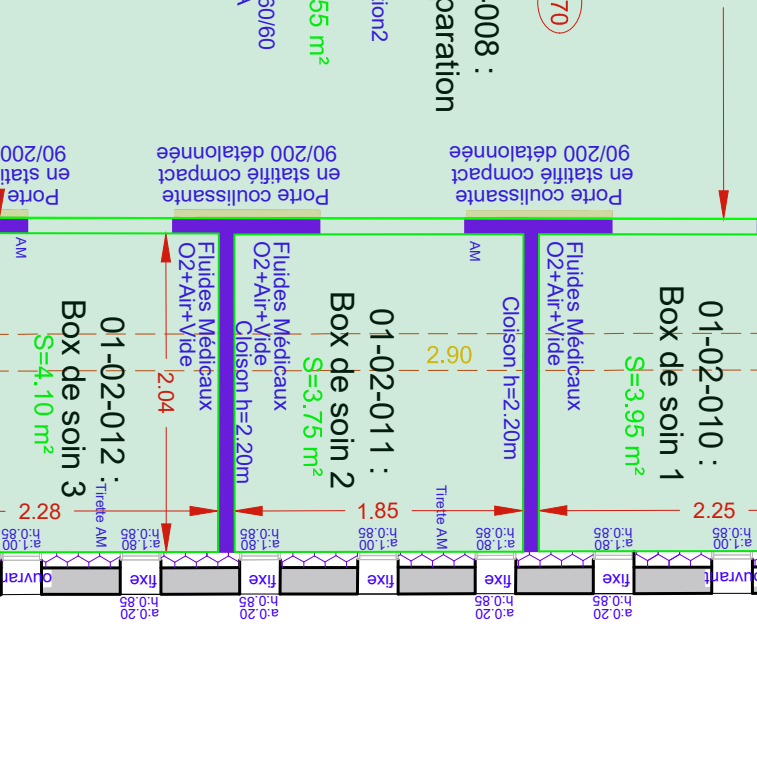 -008 :
paration
70
60/60
55 m²
ion2
Porte
en statif
90/200
Porte coulissante
en statifié compact
90/200 détalonnée
Porte coulissante
en statifié compact
90/200 détalonnée
AM
01-02-012 :
Box de soin 3
S=4.10 m²
Tirette AM
2.04
Fluides Médicaux
O2+Air+Vide
Fluides Médicaux
O2+Air+Vide
Cloison h=2.20m
01-02-011 :
Box de soin 2
S=3.75 m²
2.90
AM
Tirette AM
Cloison h=2.20m
Fluides Médicaux
O2+Air+Vide
01-02-010 :
Box de soin 1
S=3.95 m²
2.28
1.85
2.25
a:1.00
h:0.85
a:1.80
h:0.85
a:1.80
h:0.85
a:1.00
h:0.85
a:1.80
h:0.85
a:1.80
h:0.85
a:1.00
h:0.85
ouvrant
fixe
fixe
fixe
fixe
fixe
ouvrant
a:0.20
h:0.85
a:0.20
h:0.85
a:0.20
h:0.85
a:0.20
h:0.85